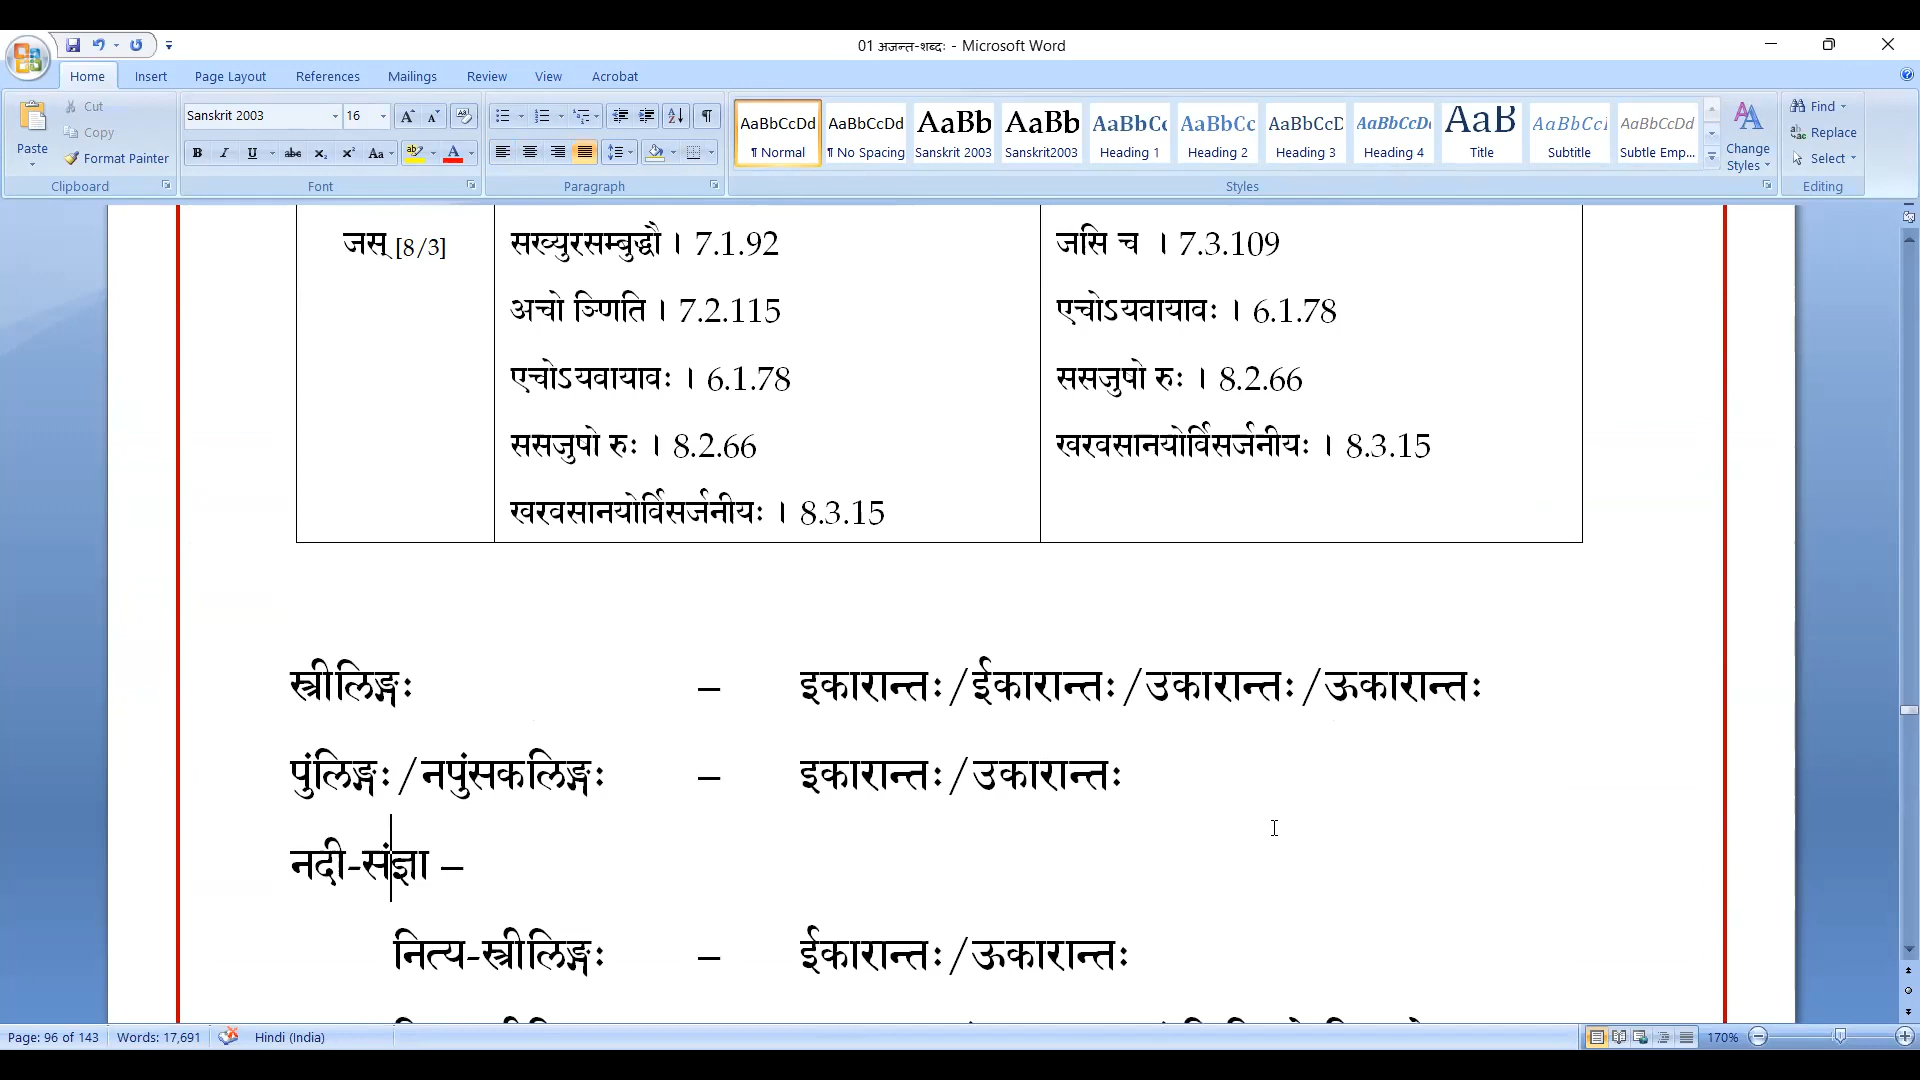 01 अजन्त-शब्दः - Microsoft Word
Home Insert Page Layout References Mailings Review View Acrobat
Paste Cut Copy Format Painter
Clipboard
Sanskrit 2003 16
Font
Paragraph
AaBbCcDd AaBbCcDd AaBb AaBb AaBbCc AaBbCc AaBbCcD AaBbCcD AaB AaBbCc AaBbCcDd
¶ Normal ¶ No Spacing Sanskrit 2003 Sanskrit2003 Heading 1 Heading 2 Heading 3 Heading 4 Title Subtitle Subtle Emp...
Styles
Change Styles
Find
Replace
Select
Editing
जस् [8/3] सख्युरसम्बुद्धौ । 7.1.92 जसि च । 7.3.109
अचो ञ्णिति । 7.2.115 एचोऽयवायावः । 6.1.78
एचोऽयवायावः । 6.1.78 ससजुषो रुः । 8.2.66
ससजुषो रुः । 8.2.66 खरवसानयोर्विसर्जनीयः । 8.3.15
खरवसानयोर्विसर्जनीयः । 8.3.15
स्त्रीलिङ्गः – इकारान्तः/ईकारान्तः/उकारान्तः/ऊकारान्तः
पुंलिङ्गः/नपुंसकलिङ्गः – इकारान्तः/उकारान्तः
नदी-संज्ञा –
नित्य-स्त्रीलिङ्गः – ईकारान्तः/ऊकारान्तः
Page: 96 of 143 Words: 17,691 Hindi (India) 170%